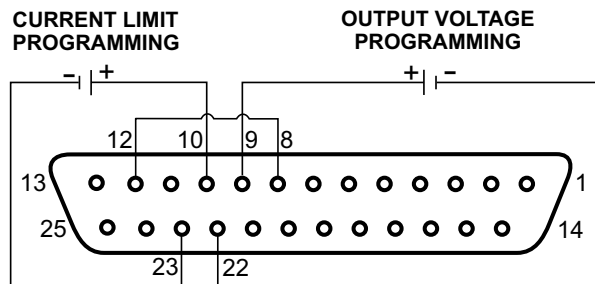 CURRENT LIMIT
PROGRAMMING
OUTPUT VOLTAGE
PROGRAMMING
– +
+ –
12 10 9 8
13 1
25 14
23 22